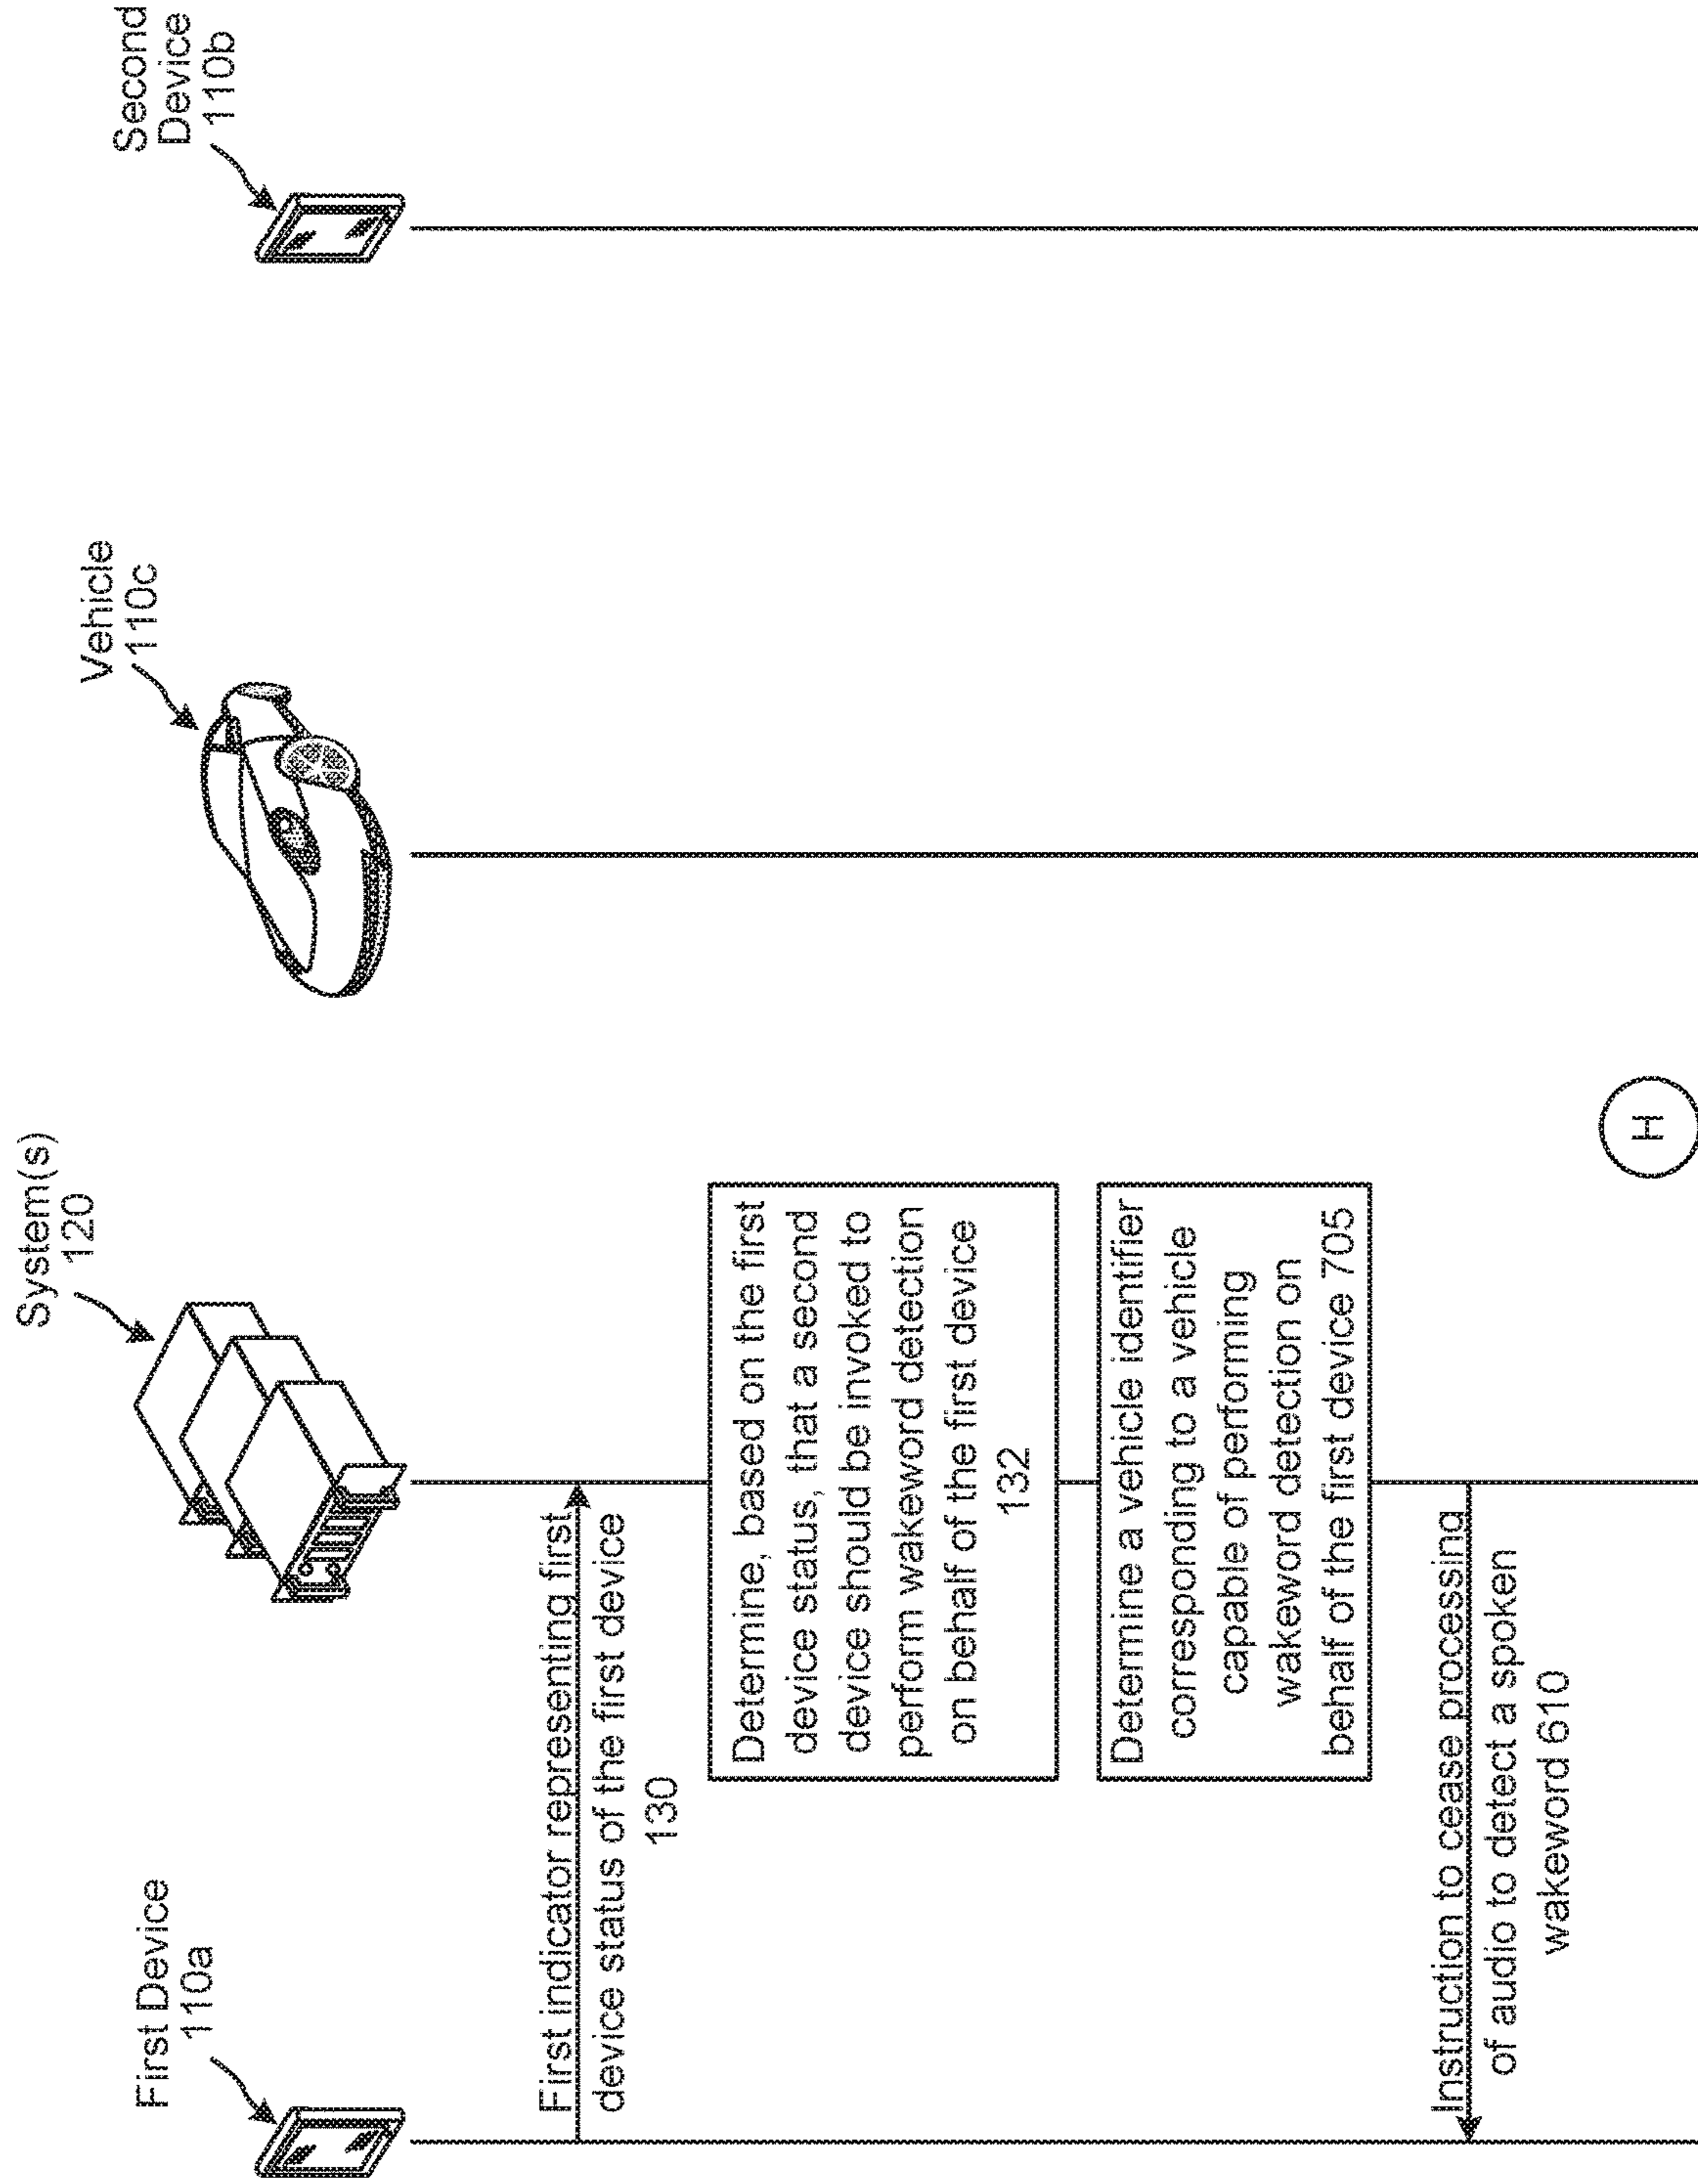 First Device
110a
System(s)
120
Vehicle
110c
Second
Device
110b
First indicator representing first
device status of the first device
130
Determine, based on the first
device status, that a second
device should be invoked to
perform wakeword detection
on behalf of the first device
132
Determine a vehicle identifier
corresponding to a vehicle
capable of performing
wakeword detection on
behalf of the first device 705
Instruction to cease processing
of audio to detect a spoken
wakeword 610
H